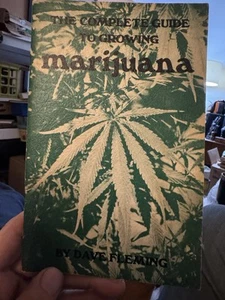 THE COMPLETE GUIDE
TO GROWING
marijuana
BY DAVE FLEMING